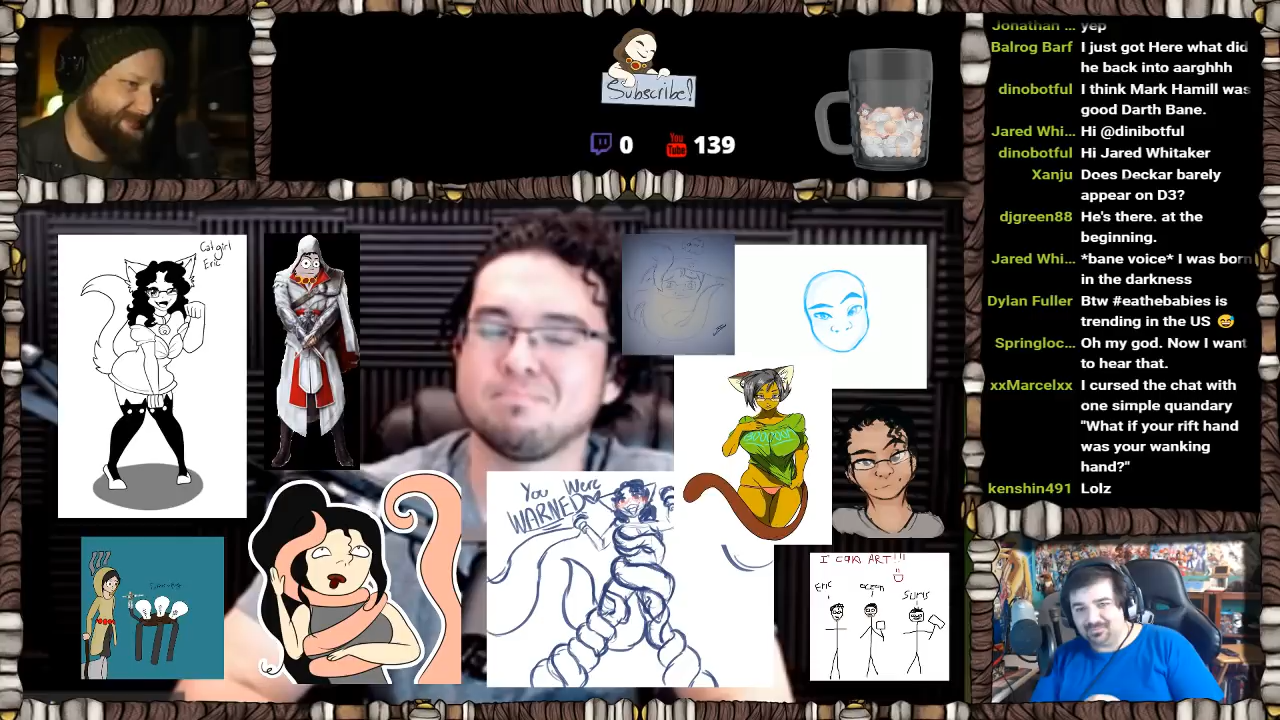 Subscribe!
0
You Tube 139
Catgirl
Eric
You Were
WARNED
I CAN ART!!!
Eric
Jonathan ... yep
Balrog Barf I just got Here what did
he back into aarghhh
dinobotful I think Mark Hamill was
good Darth Bane.
Jared Whi... Hi @dinibotful
dinobotful Hi Jared Whitaker
Xanju Does Deckar barely
appear on D3?
djgreen88 He's there. at the
beginning.
Jared Whi... *bane voice* I was born
in the darkness
Dylan Fuller Btw #eathebabies is
trending in the US 😅
Springloc... Oh my god. Now I want
to hear that.
xxMarcelxx I cursed the chat with
one simple quandary
"What if your rift hand
was your wanking
hand?"
kenshin491 Lolz